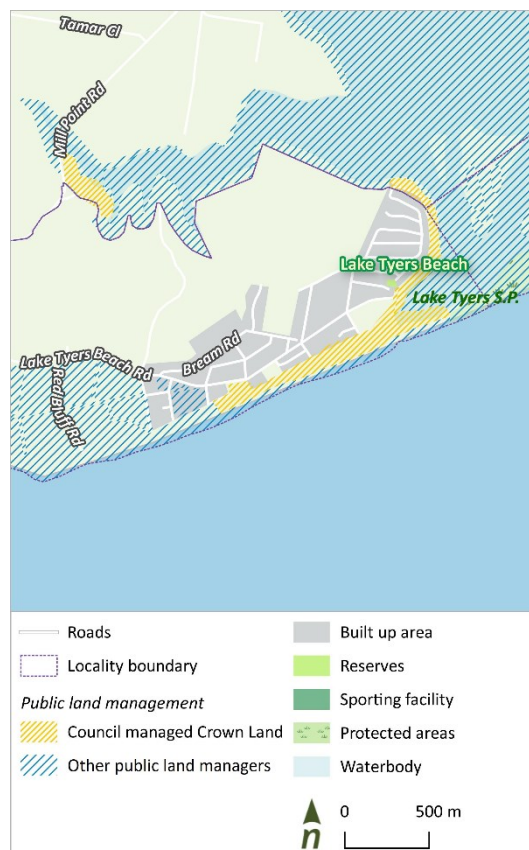 Tamar Cl
Mill Point Rd
Lake Tyers Beach
Lake Tyers S.P.
Bream Rd
Lake Tyers Beach Rd
Red Bluff Rd
Roads
Locality boundary
Public land management
Council managed Crown Land
Other public land managers
Built up area
Reserves
Sporting facility
Protected areas
Waterbody
n
0 500 m